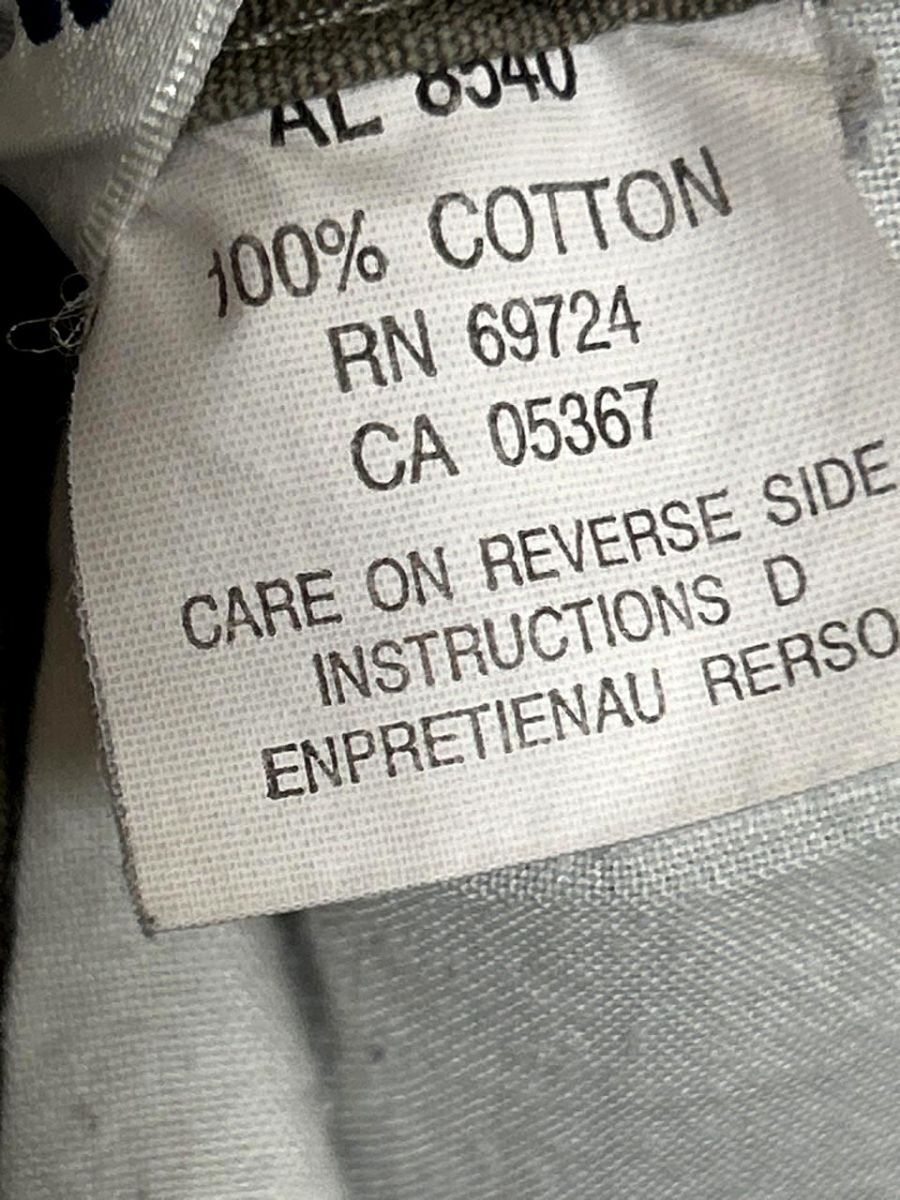 AL 8540
100% COTTON
RN 69724
CA 05367
CARE ON REVERSE SIDE
INSTRUCTIONS D
ENPRETIENAU RERSO